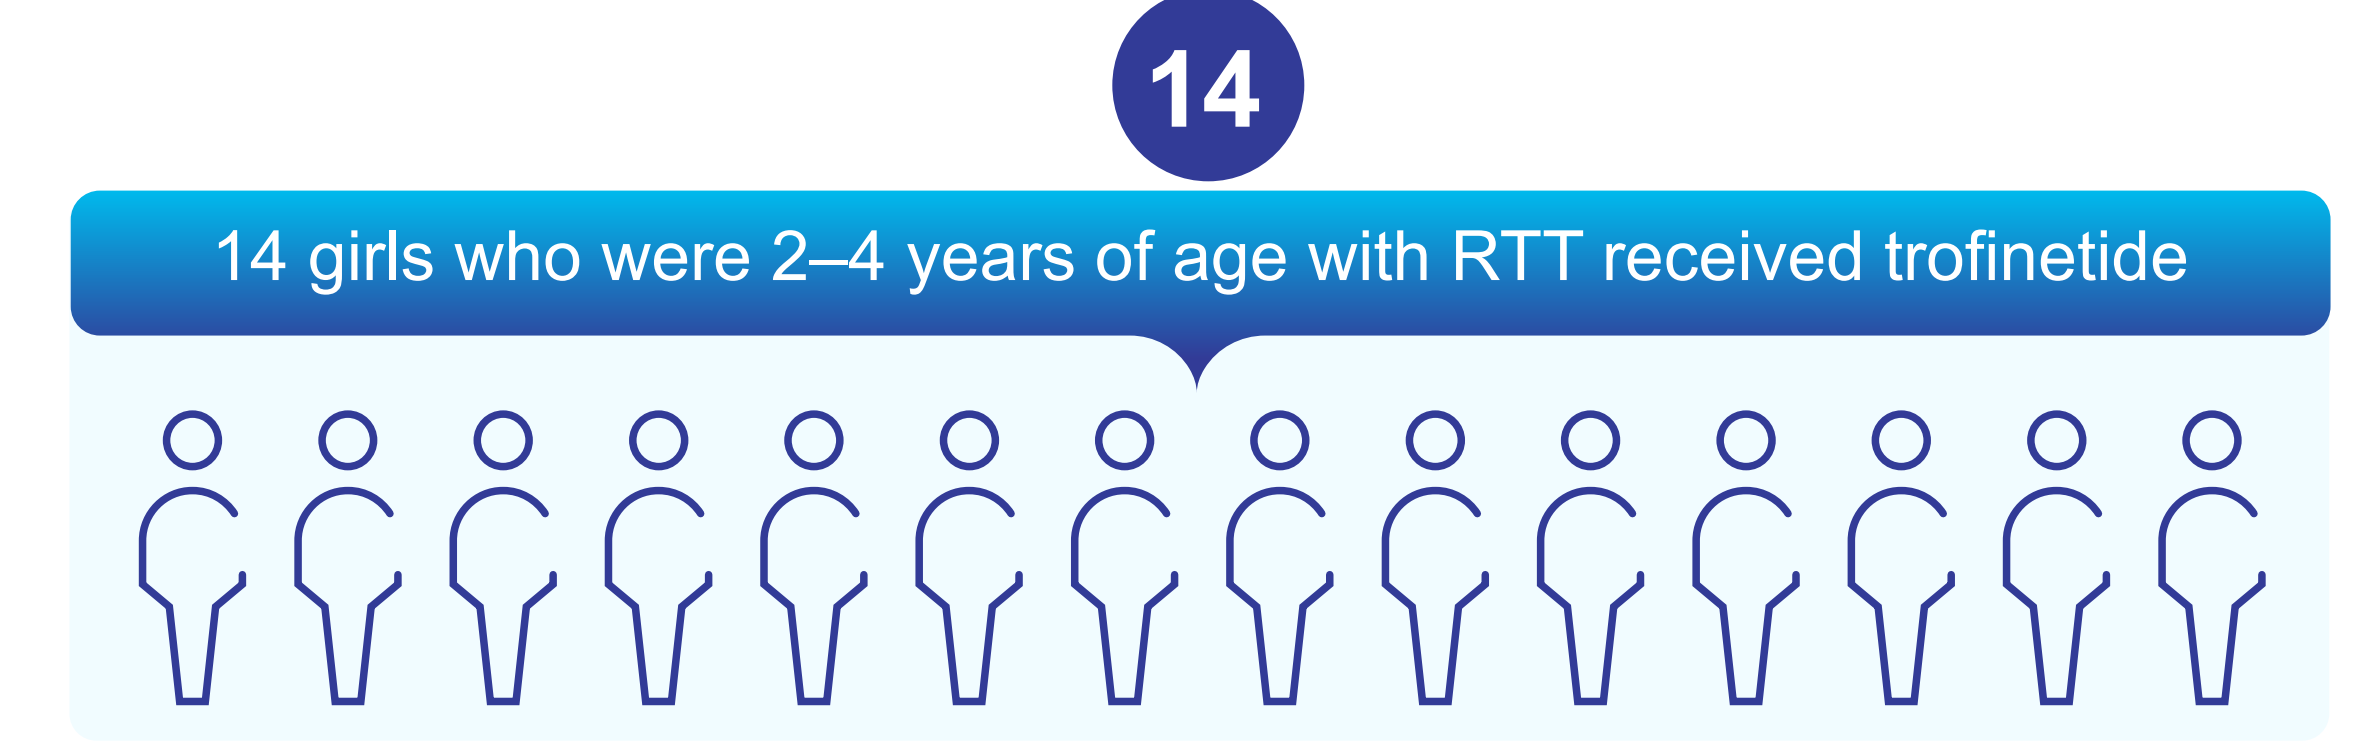 14
14 girls who were 2–4 years of age with RTT received trofinetide